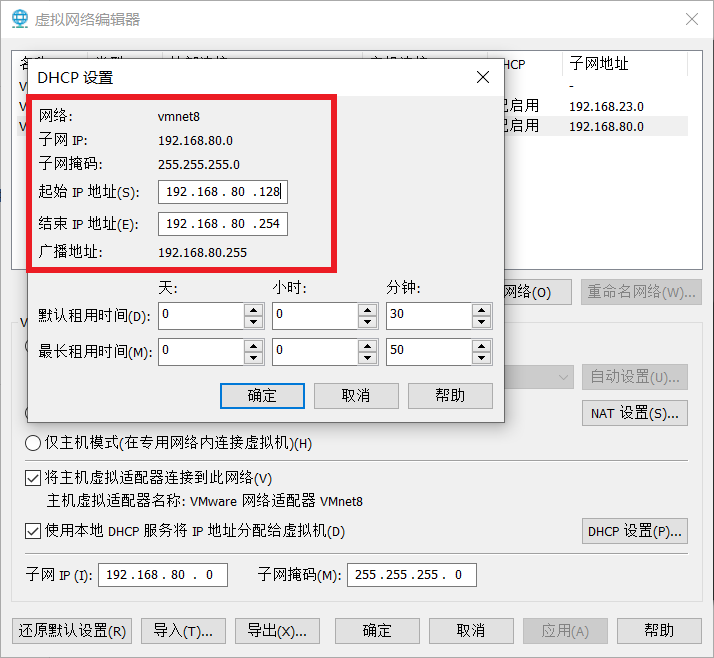 虚拟网络编辑器
DHCP 子网地址
-
已启用 192.168.23.0
已启用 192.168.80.0
DHCP 设置
网络: vmnet8
子网 IP: 192.168.80.0
子网掩码: 255.255.255.0
起始 IP 地址(S): 192.168. 80 .128
结束 IP 地址(E): 192.168. 80 .254
广播地址: 192.168.80.255
天: 小时: 分钟:
默认租用时间(D): 0 0 30
最长租用时间(M): 0 0 50
确定 取消 帮助
网络(O) 重命名网络(W)...
自动设置(U)...
NAT 设置(S)...
仅主机模式(在专用网络内连接虚拟机)(H)
将主机虚拟适配器连接到此网络(V)
主机虚拟适配器名称: VMware 网络适配器 VMnet8
使用本地 DHCP 服务将 IP 地址分配给虚拟机(D) DHCP 设置(P)...
子网 IP (I): 192.168. 80 . 0 子网掩码(M): 255.255.255. 0
还原默认设置(R) 导入(T)... 导出(X)... 确定 取消 应用(A) 帮助